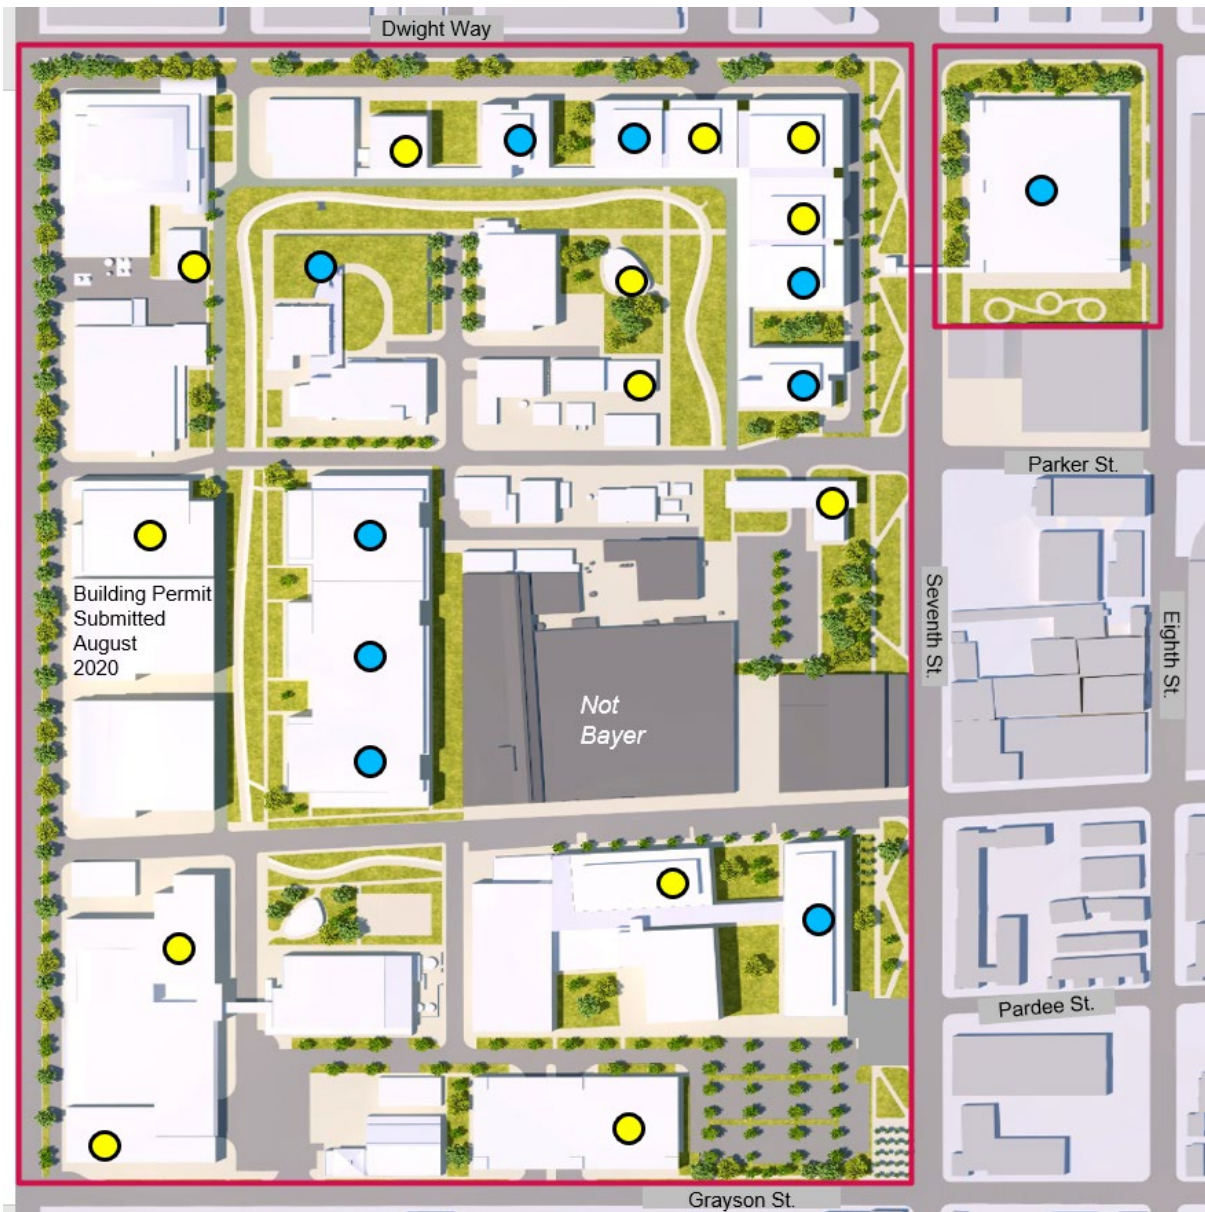 Dwight Way
Parker St.
Building Permit
Submitted
August
2020
Seventh St.
Eighth St.
Not
Bayer
Pardee St.
Grayson St.